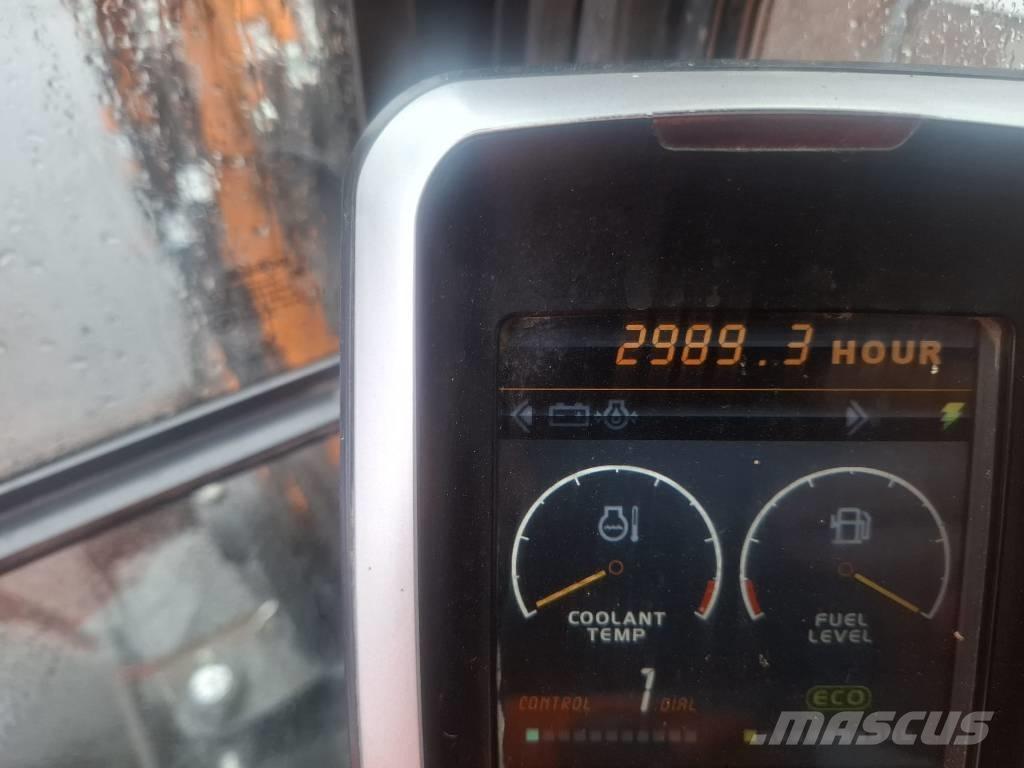 2989.3 HOUR
COOLANT
TEMP
FUEL
LEVEL
CONTROL 1 DIAL
ECO
MASCUS